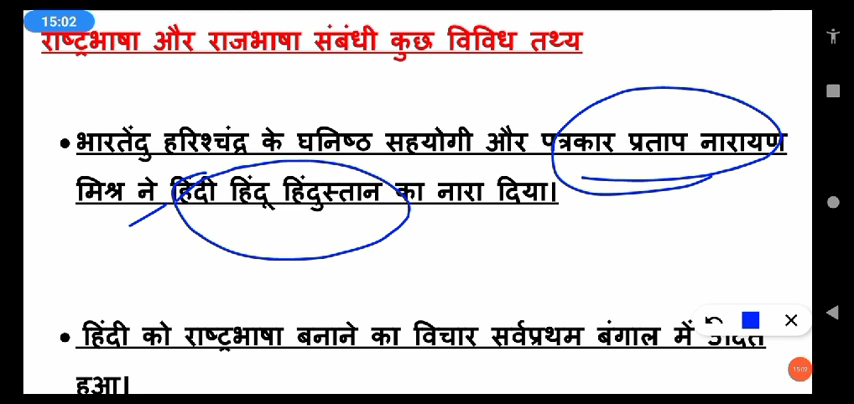 15:02
राष्ट्रभाषा और राजभाषा संबंधी कुछ विविध तथ्य
• भारतेंदु हरिश्चंद्र के घनिष्ठ सहयोगी और पत्रकार प्रताप नारायण
मिश्र ने हिंदी हिंदू हिंदुस्तान का नारा दिया।
• हिंदी को राष्ट्रभाषा बनाने का विचार सर्वप्रथम बंगाल में उदित
हुआ।